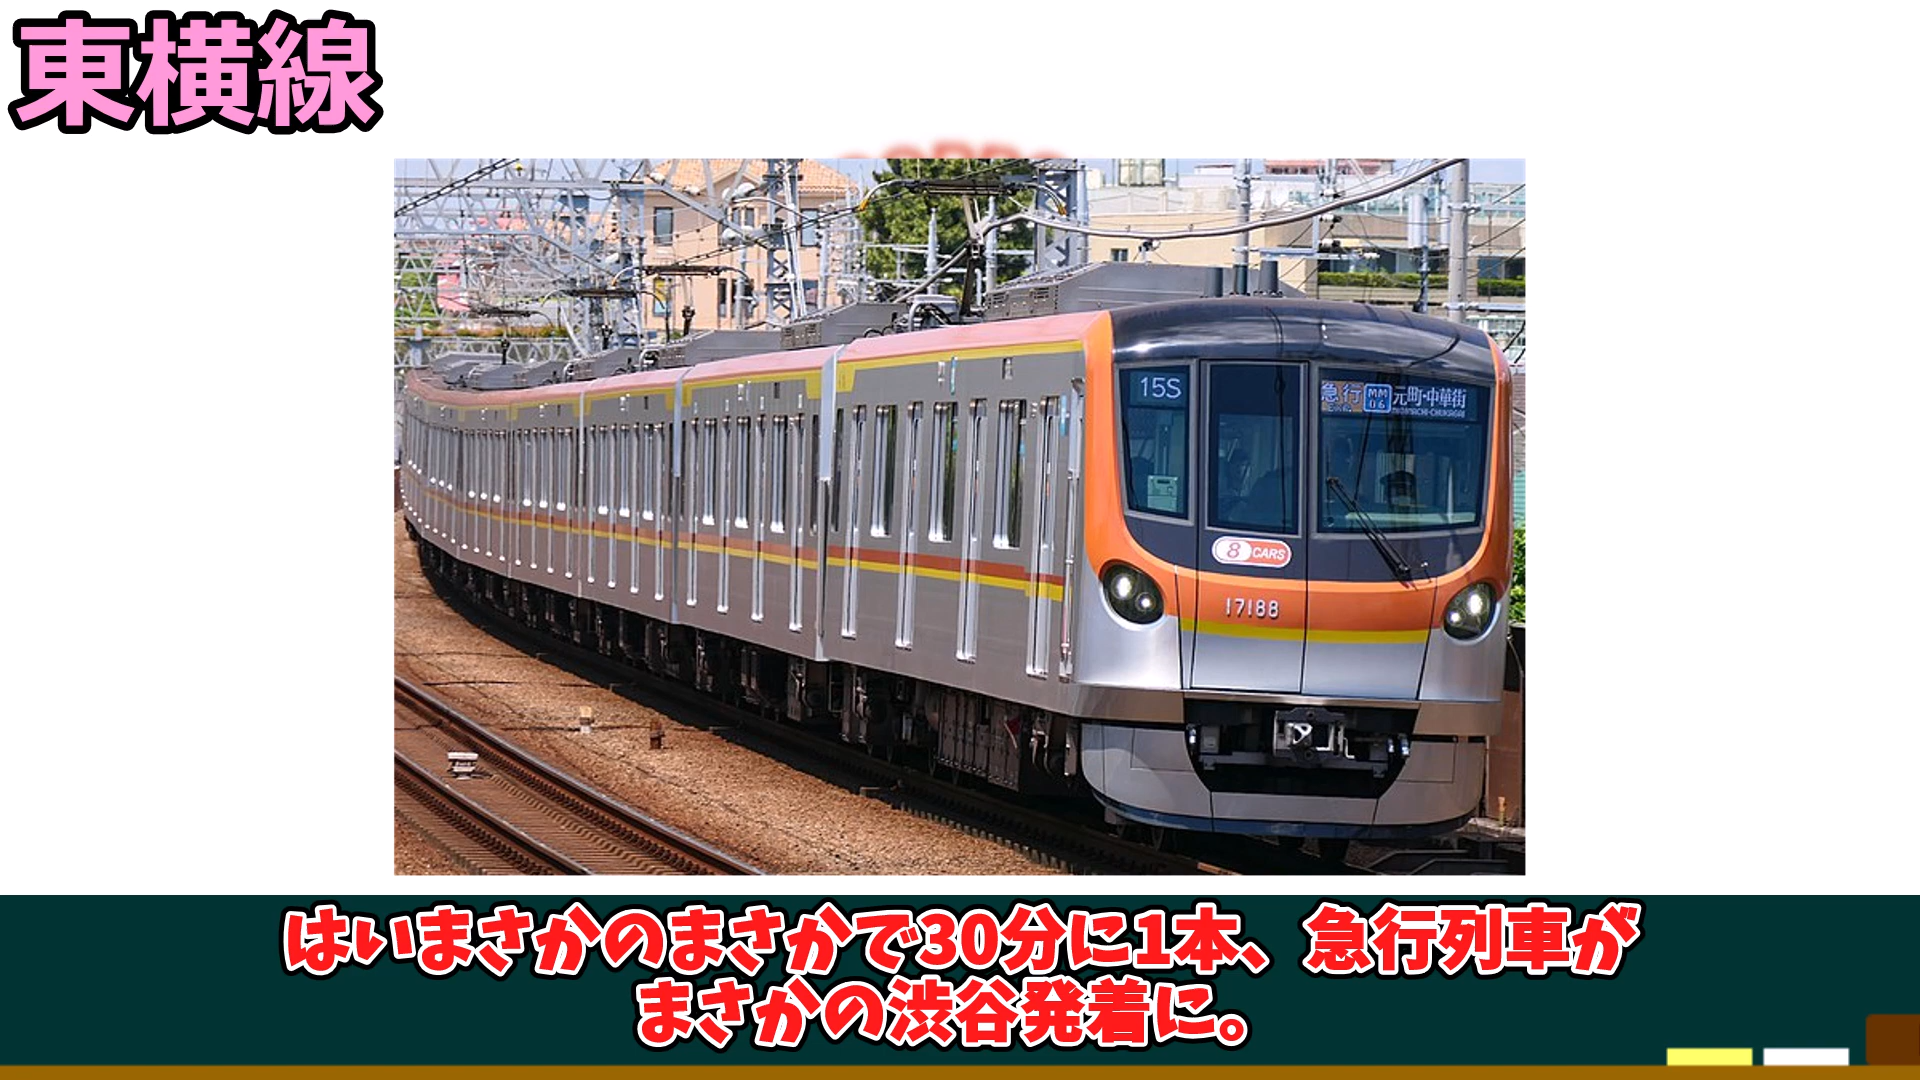 東横線
15S
急行 MM 06 元町・中華街
8 CARS
17188
はいまさかのまさかで30分に1本、急行列車が
まさかの渋谷発着に。